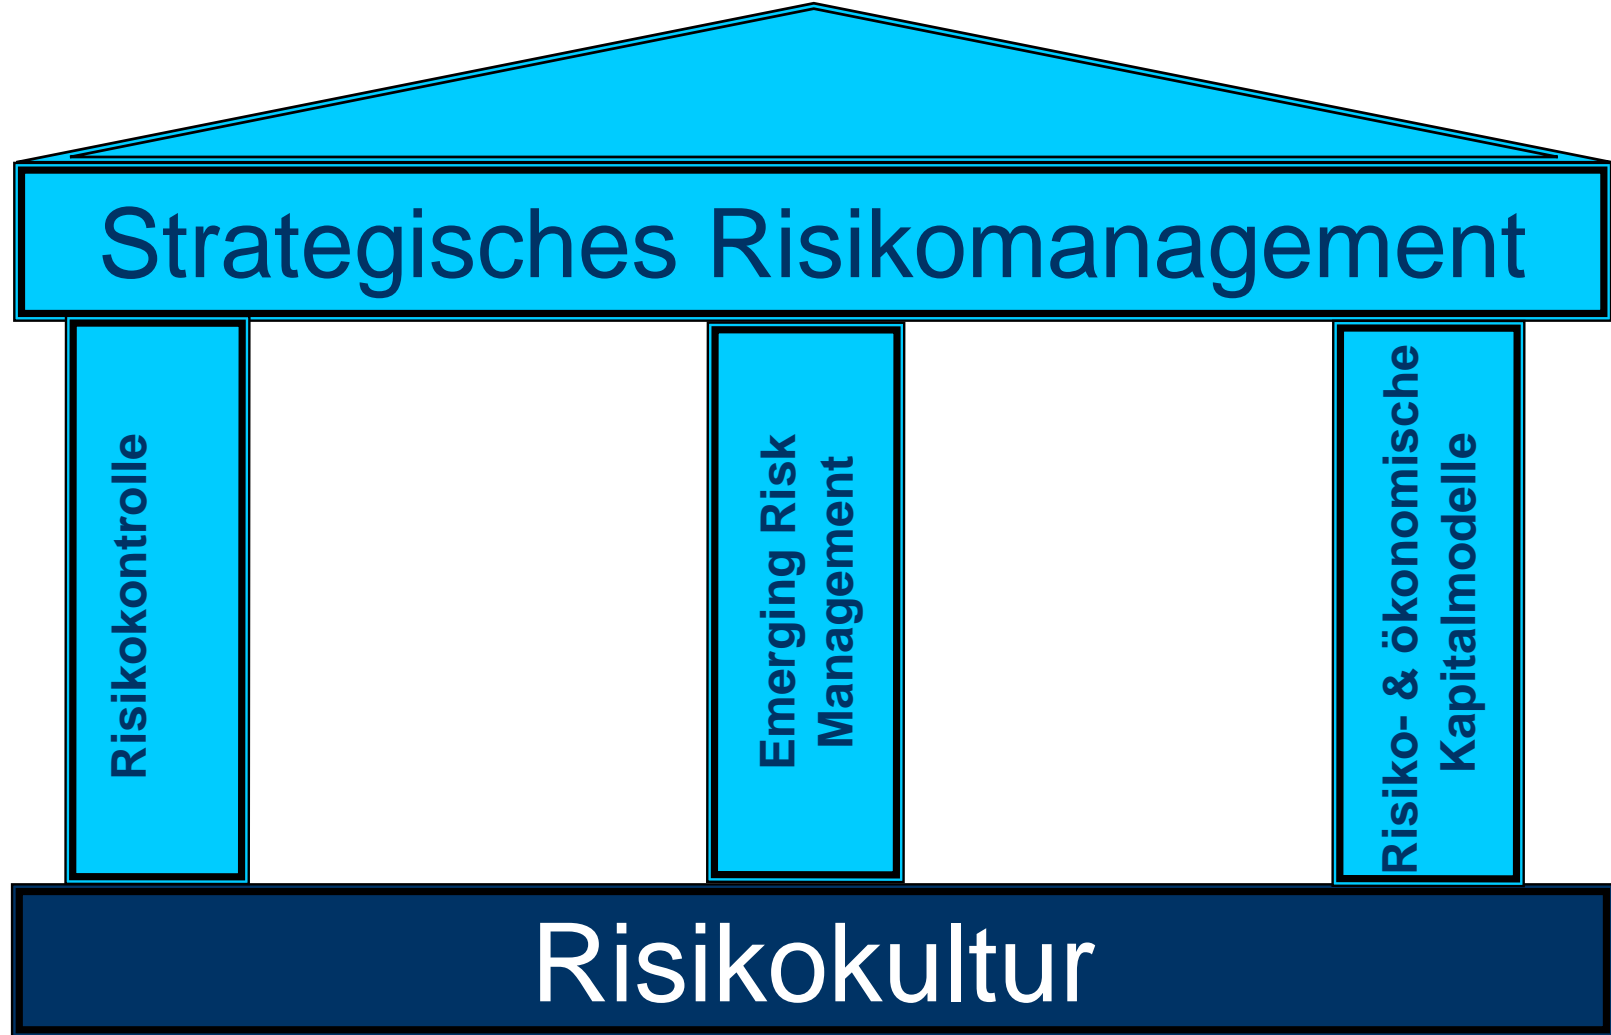 Strategisches Risikomanagement
Risikokontrolle
Emerging Risk
Management
Risiko- & ökonomische
Kapitalmodelle
Risikokultur